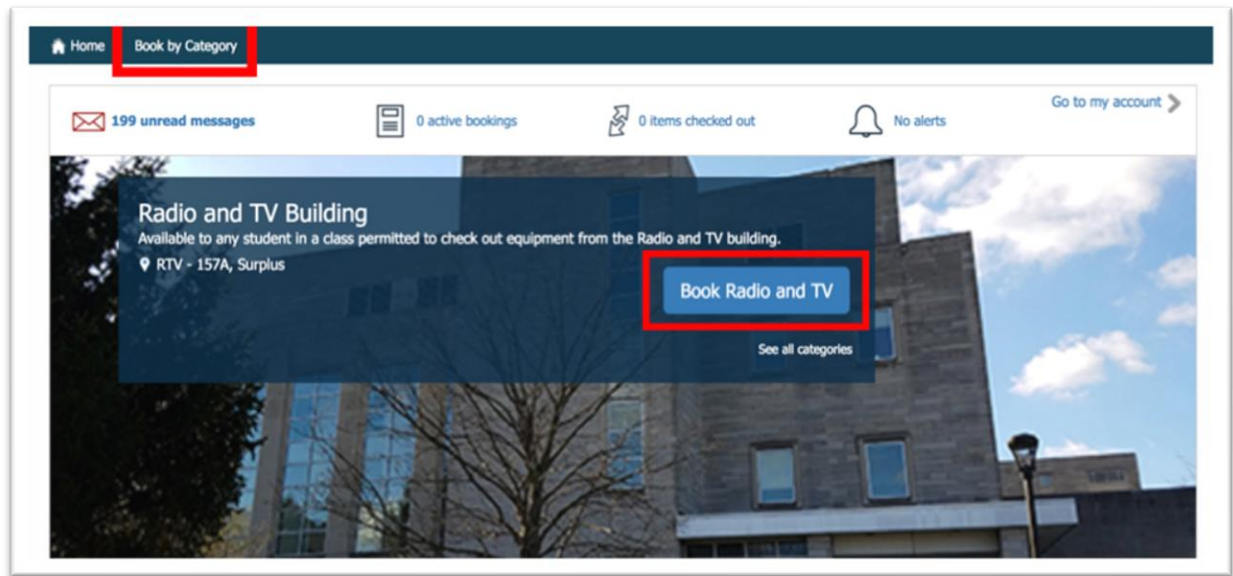 Home Book by Category
199 unread messages 0 active bookings 0 items checked out No alerts Go to my account
Radio and TV Building
Available to any student in a class permitted to check out equipment from the Radio and TV building.
RTV - 157A, Surplus
Book Radio and TV
See all categories